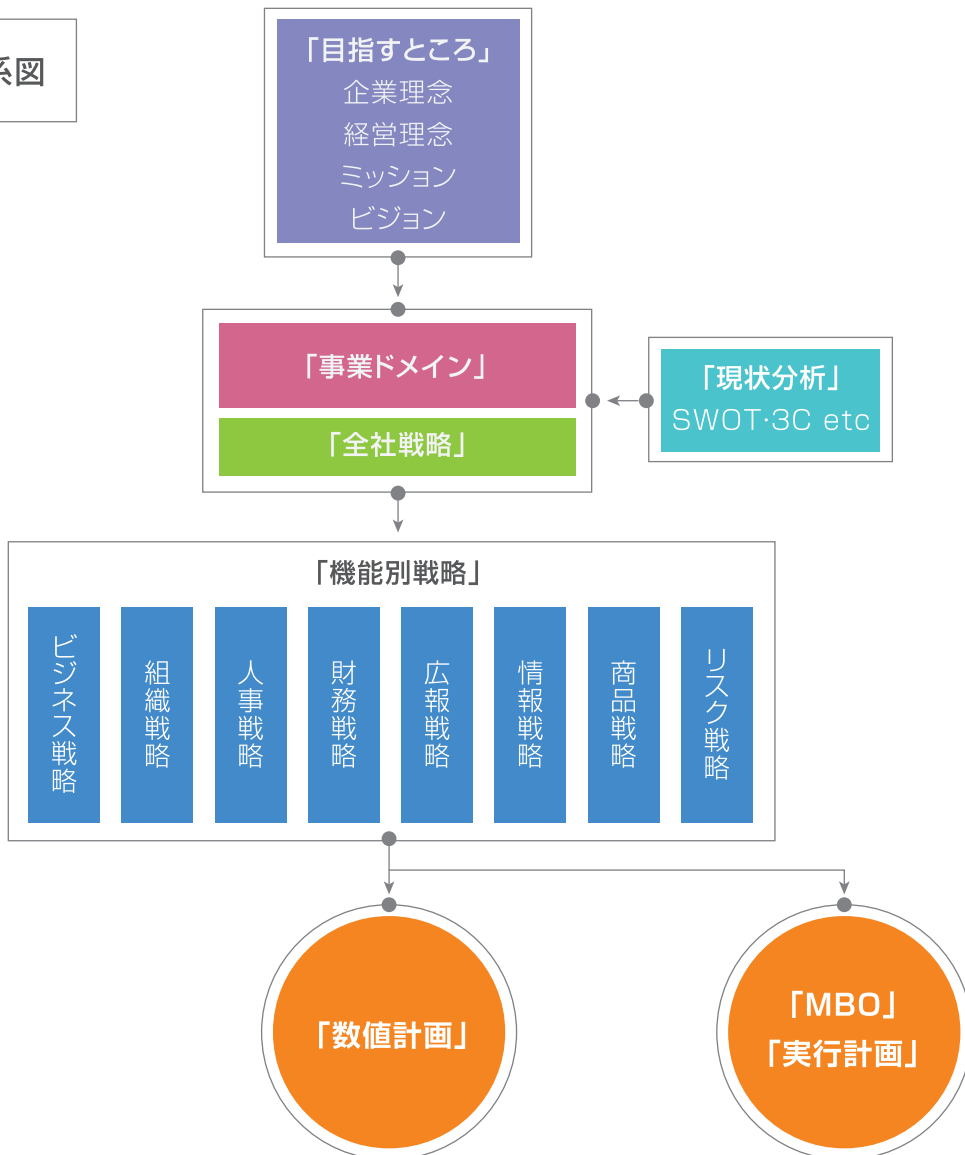 系図
「目指すところ」
企業理念
経営理念
ミッション
ビジョン
「事業ドメイン」
「全社戦略」
「現状分析」
SWOT・3C etc
「機能別戦略」
ビジネス戦略
組織戦略
人事戦略
財務戦略
広報戦略
情報戦略
商品戦略
リスク戦略
「数値計画」
「MBO」
「実行計画」